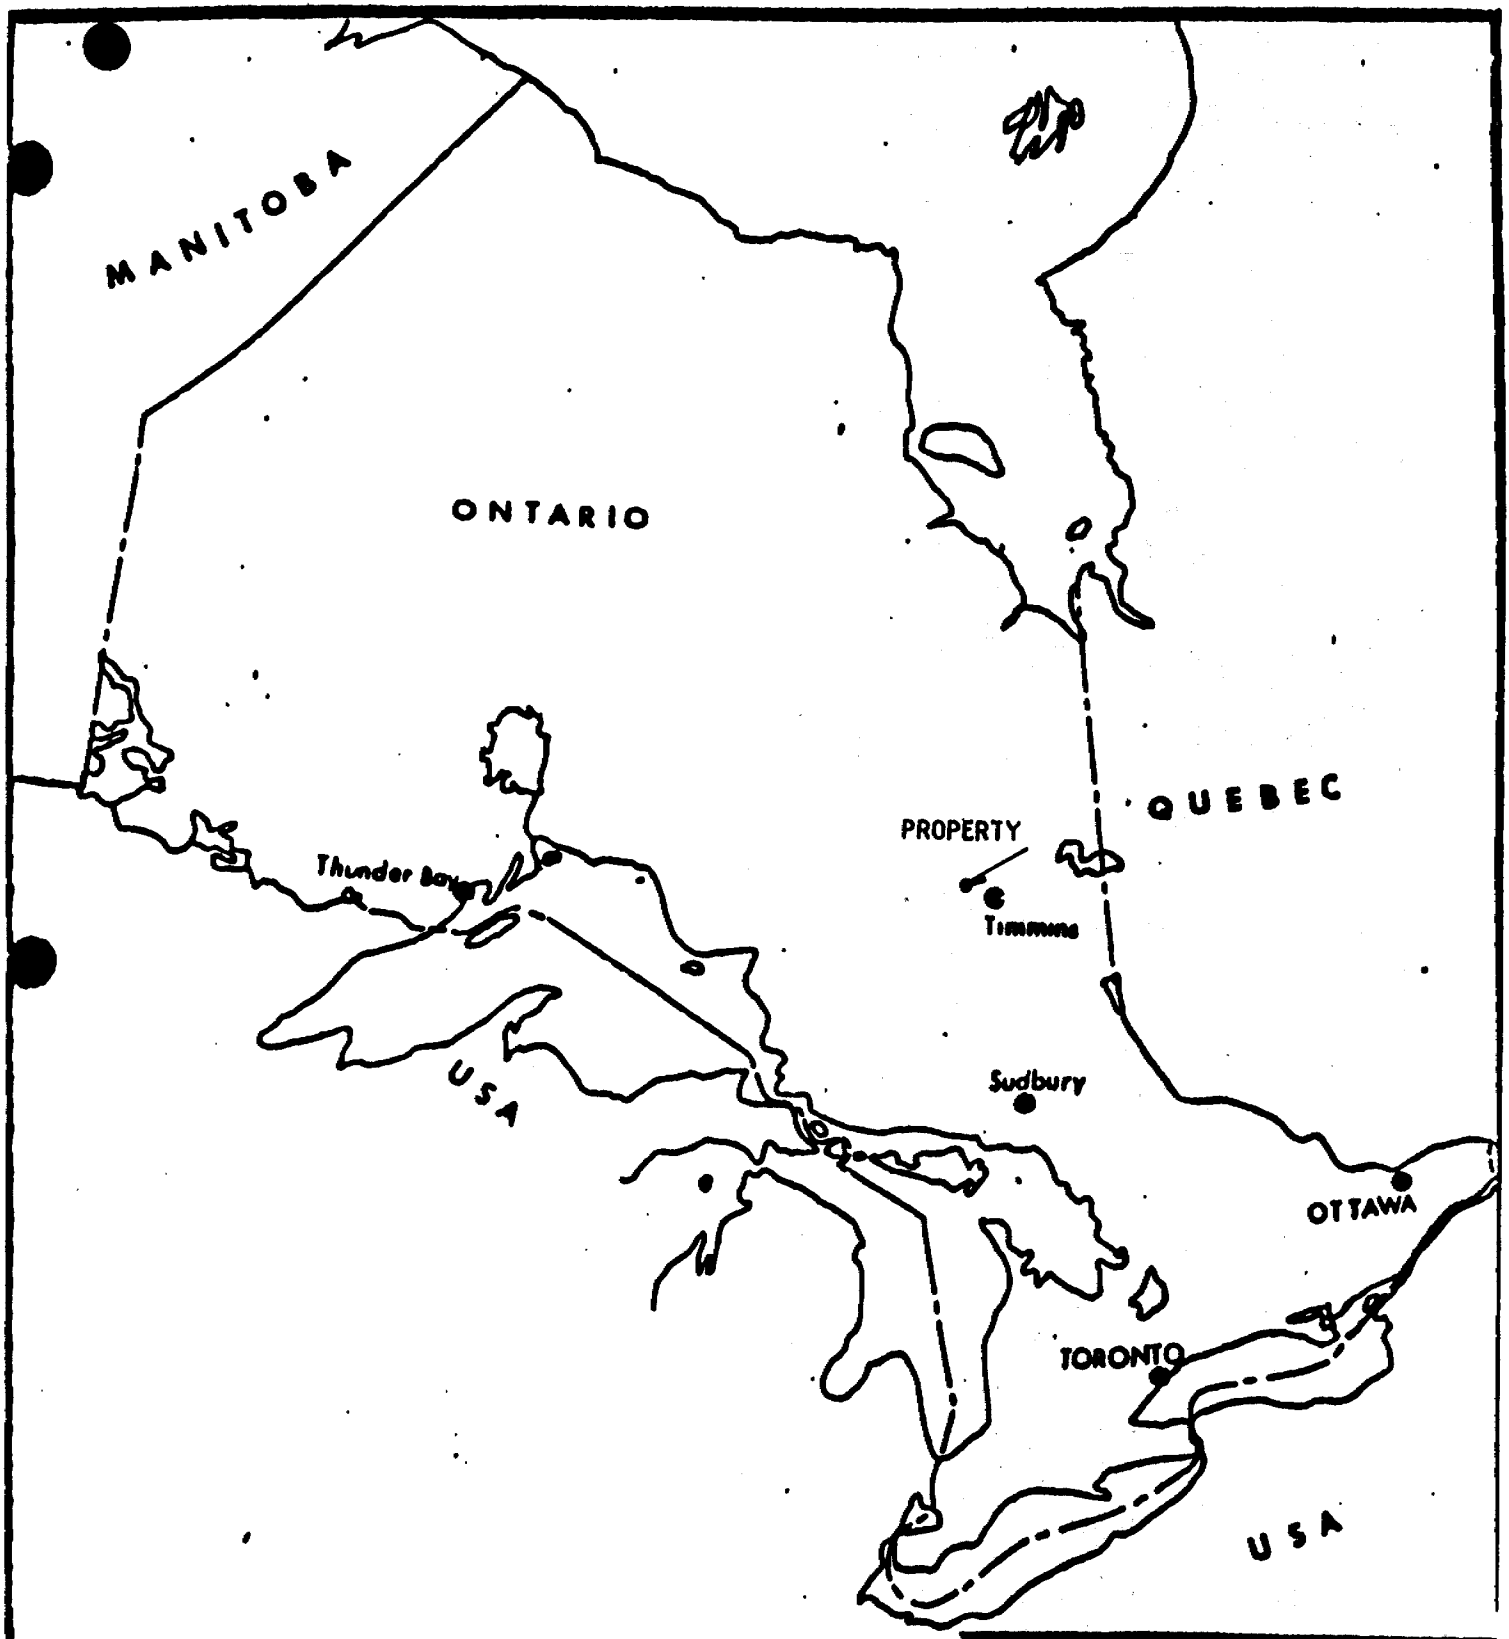 MANITOBA
ONTARIO
QUEBEC
PROPERTY
Thunder Bay
Timmins
USA
Sudbury
OTTAWA
TORONTO
USA